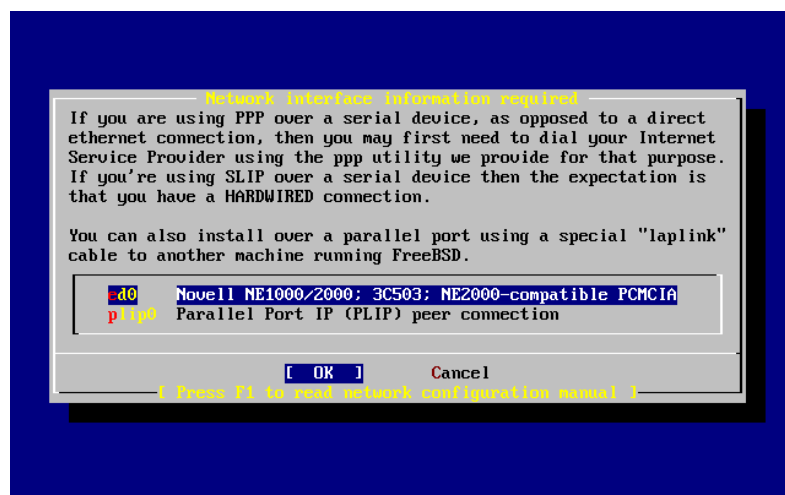 Network interface information required
If you are using PPP over a serial device, as opposed to a direct
ethernet connection, then you may first need to dial your Internet
Service Provider using the ppp utility we provide for that purpose.
If you're using SLIP over a serial device then the expectation is
that you have a HARDWIRED connection.
You can also install over a parallel port using a special "laplink"
cable to another machine running FreeBSD.
ed0 Novell NE1000/2000; 3C503; NE2000-compatible PCMCIA
plip0 Parallel Port IP (PLIP) peer connection
[ OK ] Cancel
[ Press F1 to read network configuration manual ]